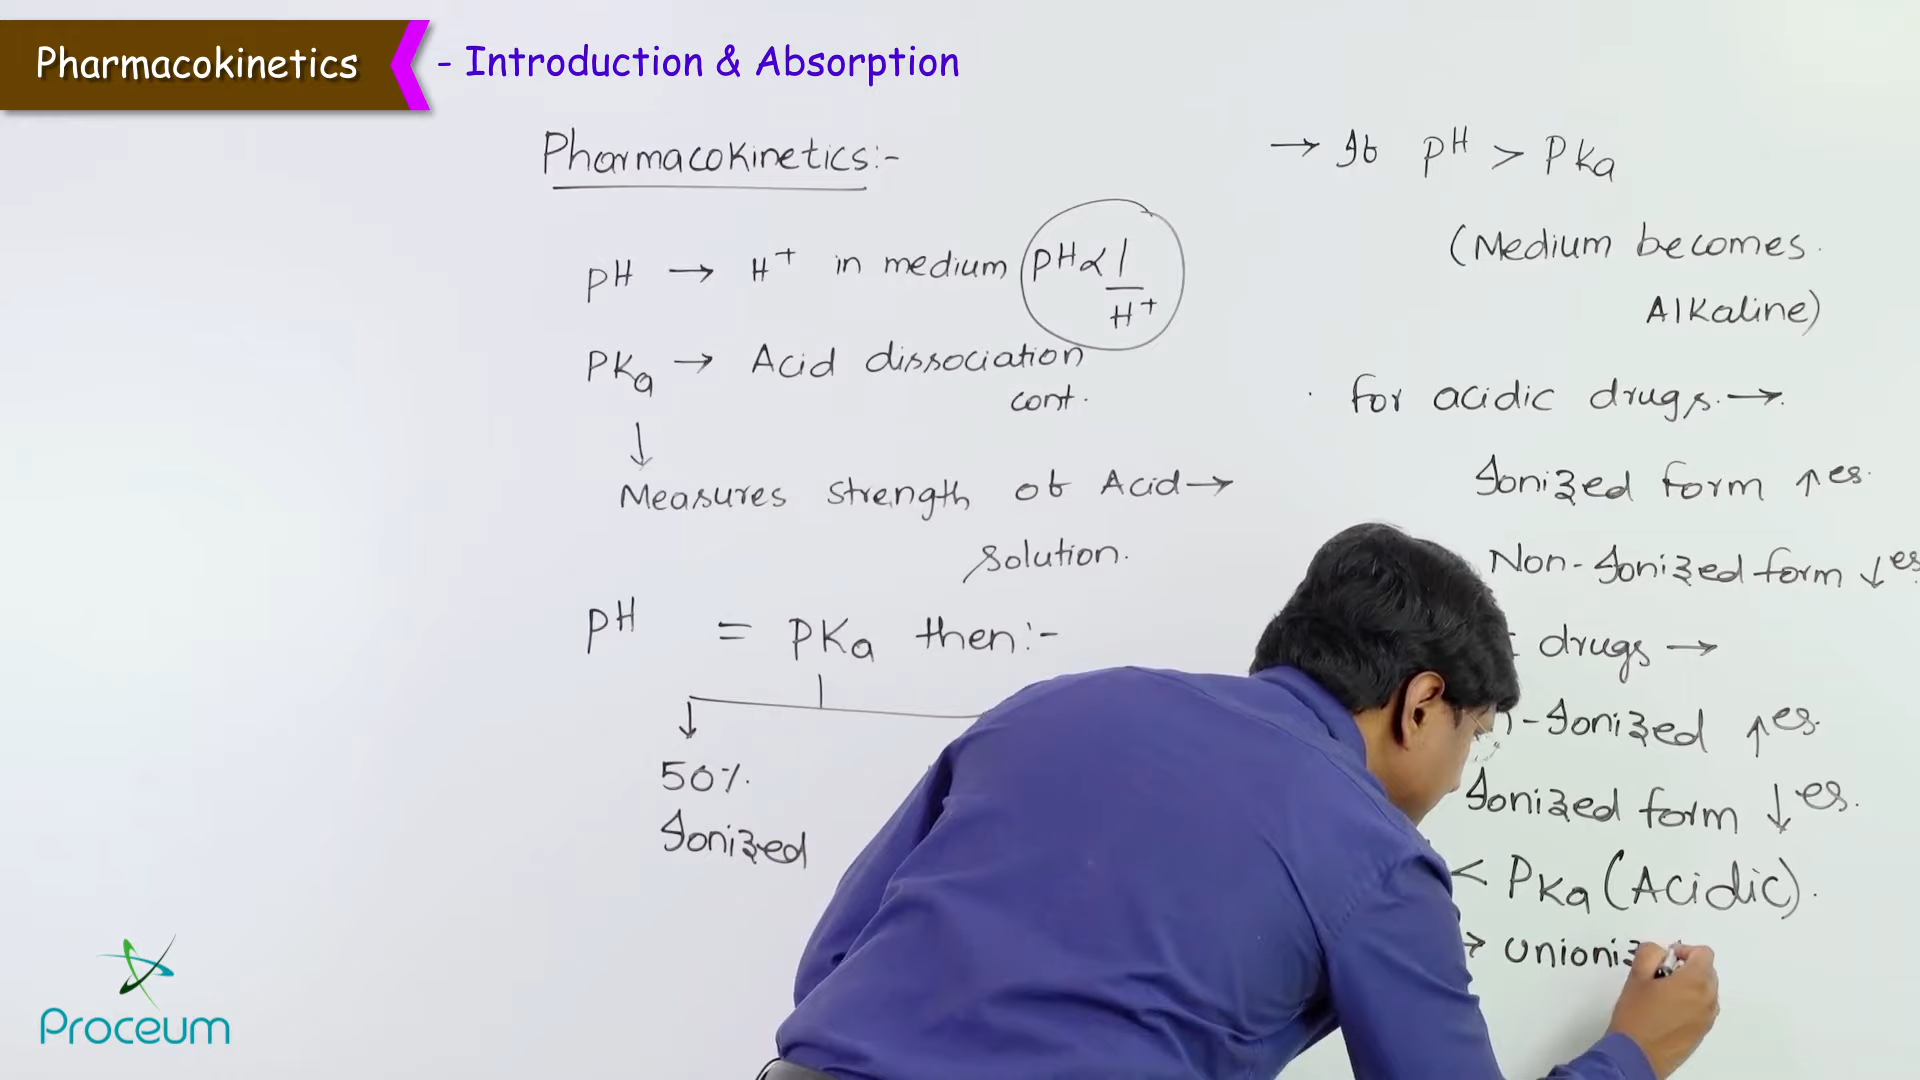 Pharmacokinetics - Introduction & Absorption
Pharmacokinetics:-
pH → H+ in medium pH ∝ 1/H+
PKa → Acid dissociation
cont.
↓
Measures strength of Acid →
solution.
pH = PKa then:-
↓
50%
Ionized
→ If pH > PKa
(Medium becomes
Alkaline)
for acidic drugs. →
Ionized form ↑es.
Non-Ionized form ↓es.
drugs →
-Ionized ↑es.
Ionized form ↓es.
< PKa (Acidic).
→
Proceum